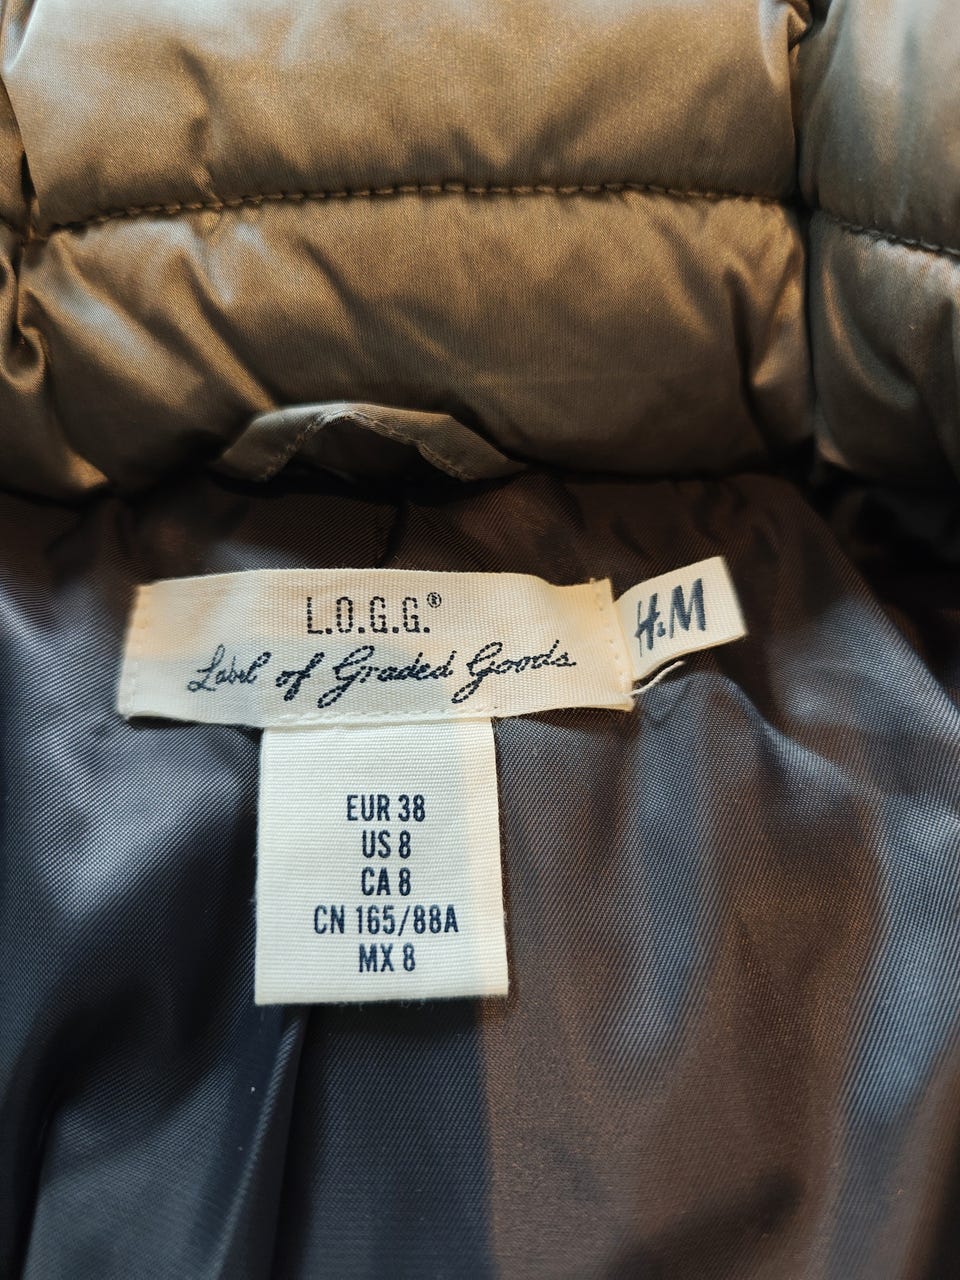 L.O.G.G.®
Label of Graded Goods
H&M
EUR 38
US 8
CA 8
CN 165/88A
MX 8